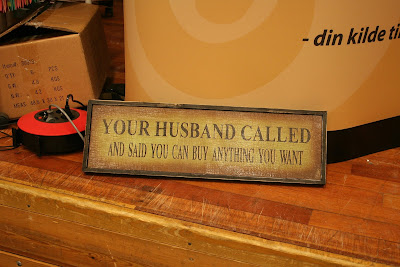 - din kilde ti
YOUR HUSBAND CALLED
AND SAID YOU CAN BUY ANYTHING YOU WANT